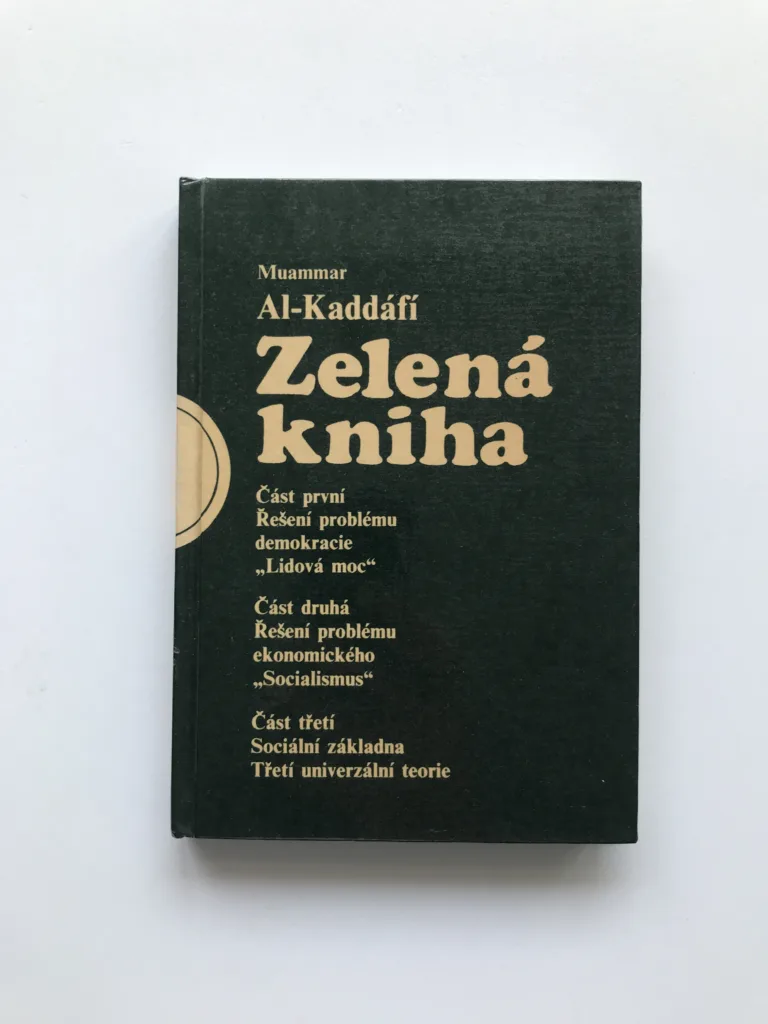 Muammar
Al-Kaddáfí
Zelená
kniha
Část první
Řešení problému
demokracie
„Lidová moc“
Část druhá
Řešení problému
ekonomického
„Socialismus“
Část třetí
Sociální základna
Třetí univerzální teorie